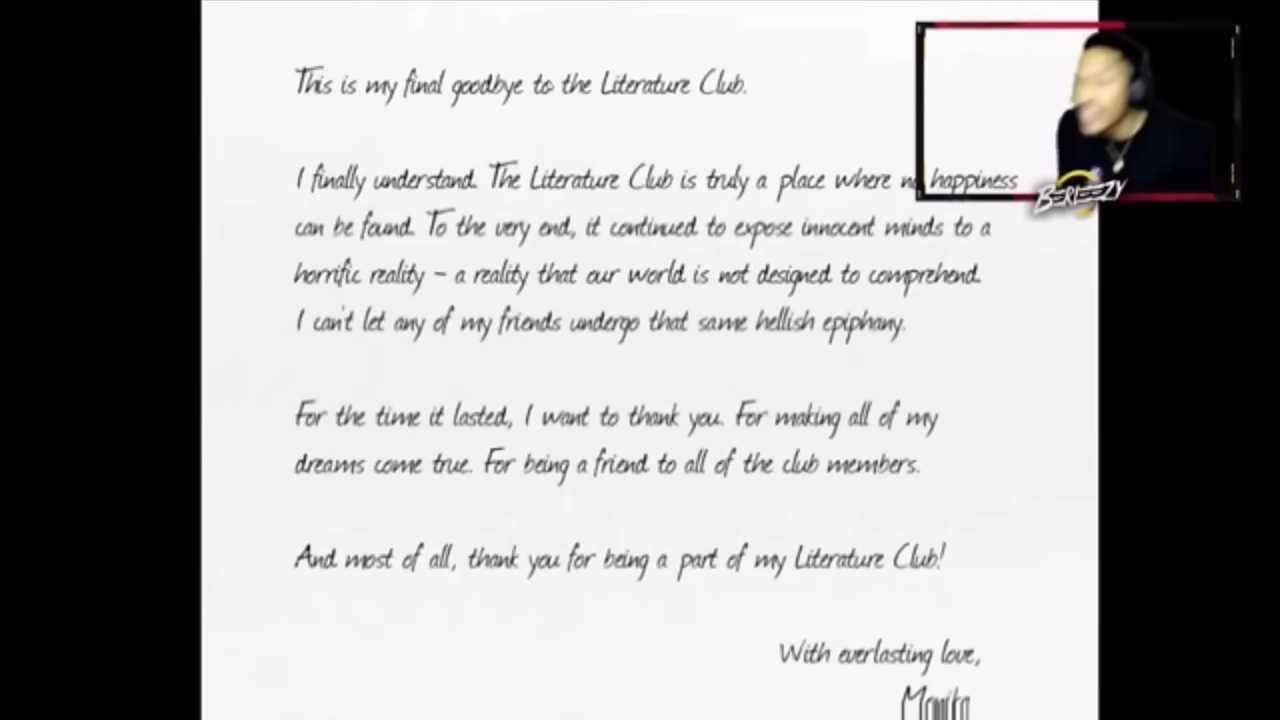 This is my final goodbye to the Literature Club.
I finally understand. The Literature Club is truly a place where no happiness
can be found. To the very end, it continued to expose innocent minds to a
horrific reality - a reality that our world is not designed to comprehend.
I can't let any of my friends undergo that same hellish epiphany.
For the time it lasted, I want to thank you. For making all of my
dreams come true. For being a friend to all of the club members.
And most of all, thank you for being a part of my Literature Club!
With everlasting love,
Monika
BERLEEZY